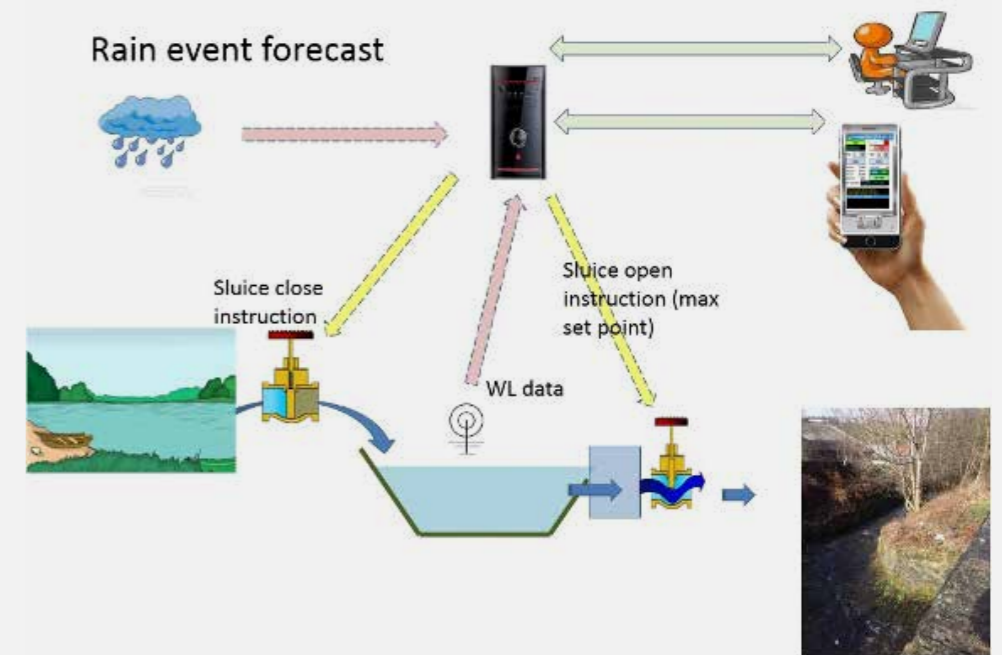 Rain event forecast
Sluice close
instruction
Sluice open
instruction (max
set point)
WL data